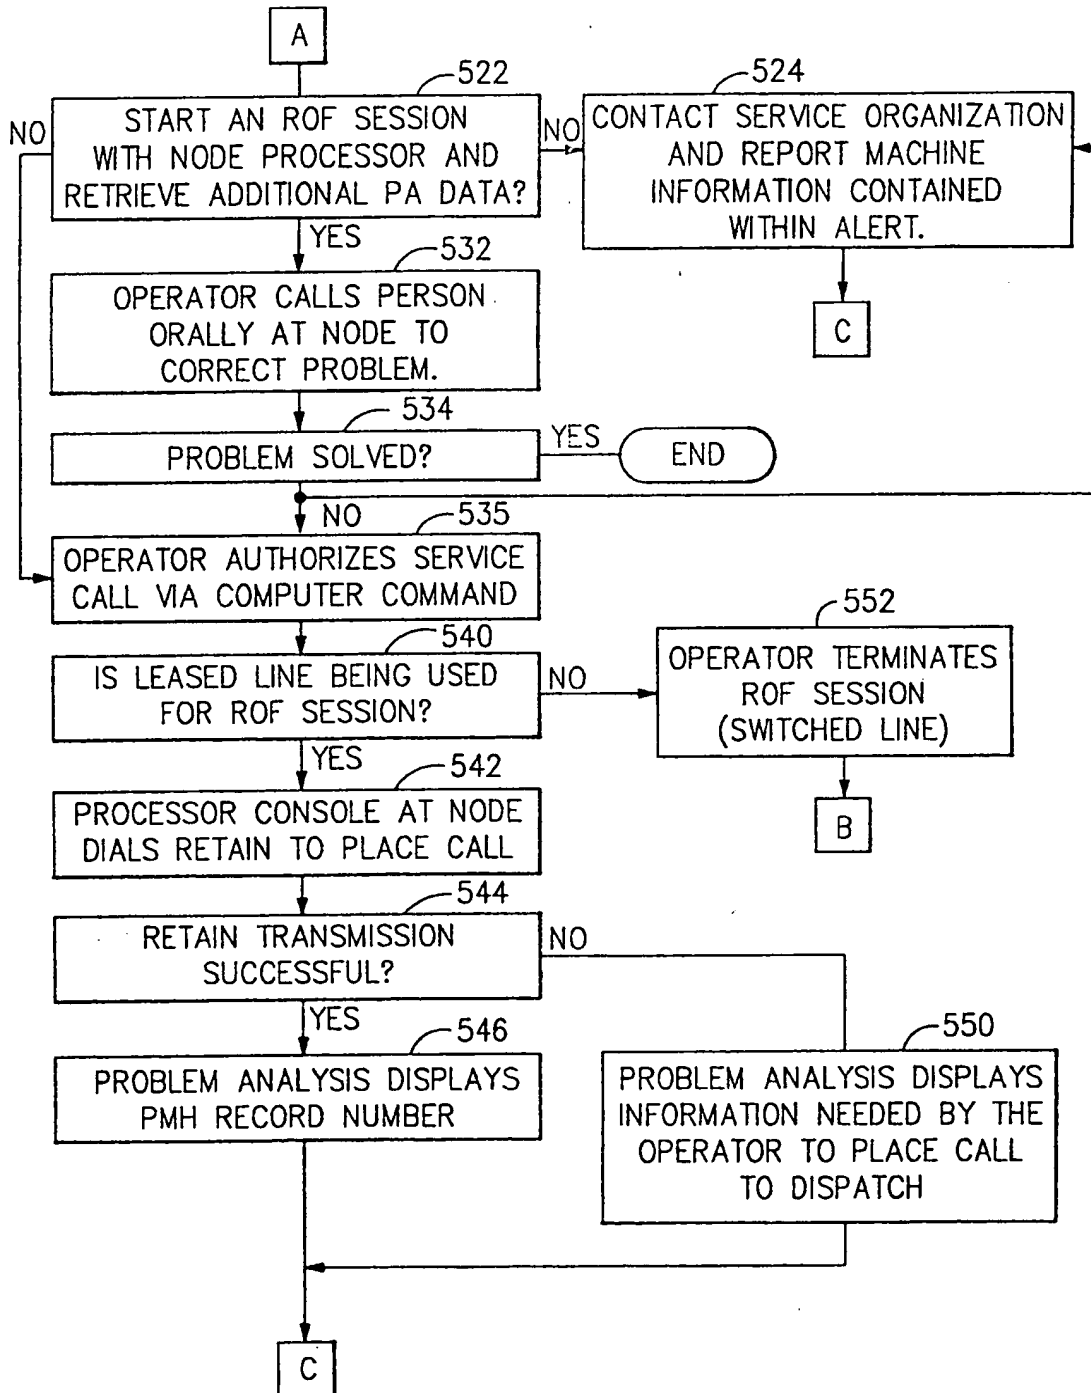 A
522
START AN ROF SESSION
WITH NODE PROCESSOR AND
RETRIEVE ADDITIONAL PA DATA?
NO
NO
YES
524
CONTACT SERVICE ORGANIZATION
AND REPORT MACHINE
INFORMATION CONTAINED
WITHIN ALERT.
C
532
OPERATOR CALLS PERSON
ORALLY AT NODE TO
CORRECT PROBLEM.
534
PROBLEM SOLVED?
YES
END
NO
535
OPERATOR AUTHORIZES SERVICE
CALL VIA COMPUTER COMMAND
540
IS LEASED LINE BEING USED
FOR ROF SESSION?
NO
552
OPERATOR TERMINATES
ROF SESSION
(SWITCHED LINE)
B
YES
542
PROCESSOR CONSOLE AT NODE
DIALS RETAIN TO PLACE CALL
544
RETAIN TRANSMISSION
SUCCESSFUL?
NO
YES
546
PROBLEM ANALYSIS DISPLAYS
PMH RECORD NUMBER
550
PROBLEM ANALYSIS DISPLAYS
INFORMATION NEEDED BY THE
OPERATOR TO PLACE CALL
TO DISPATCH
C